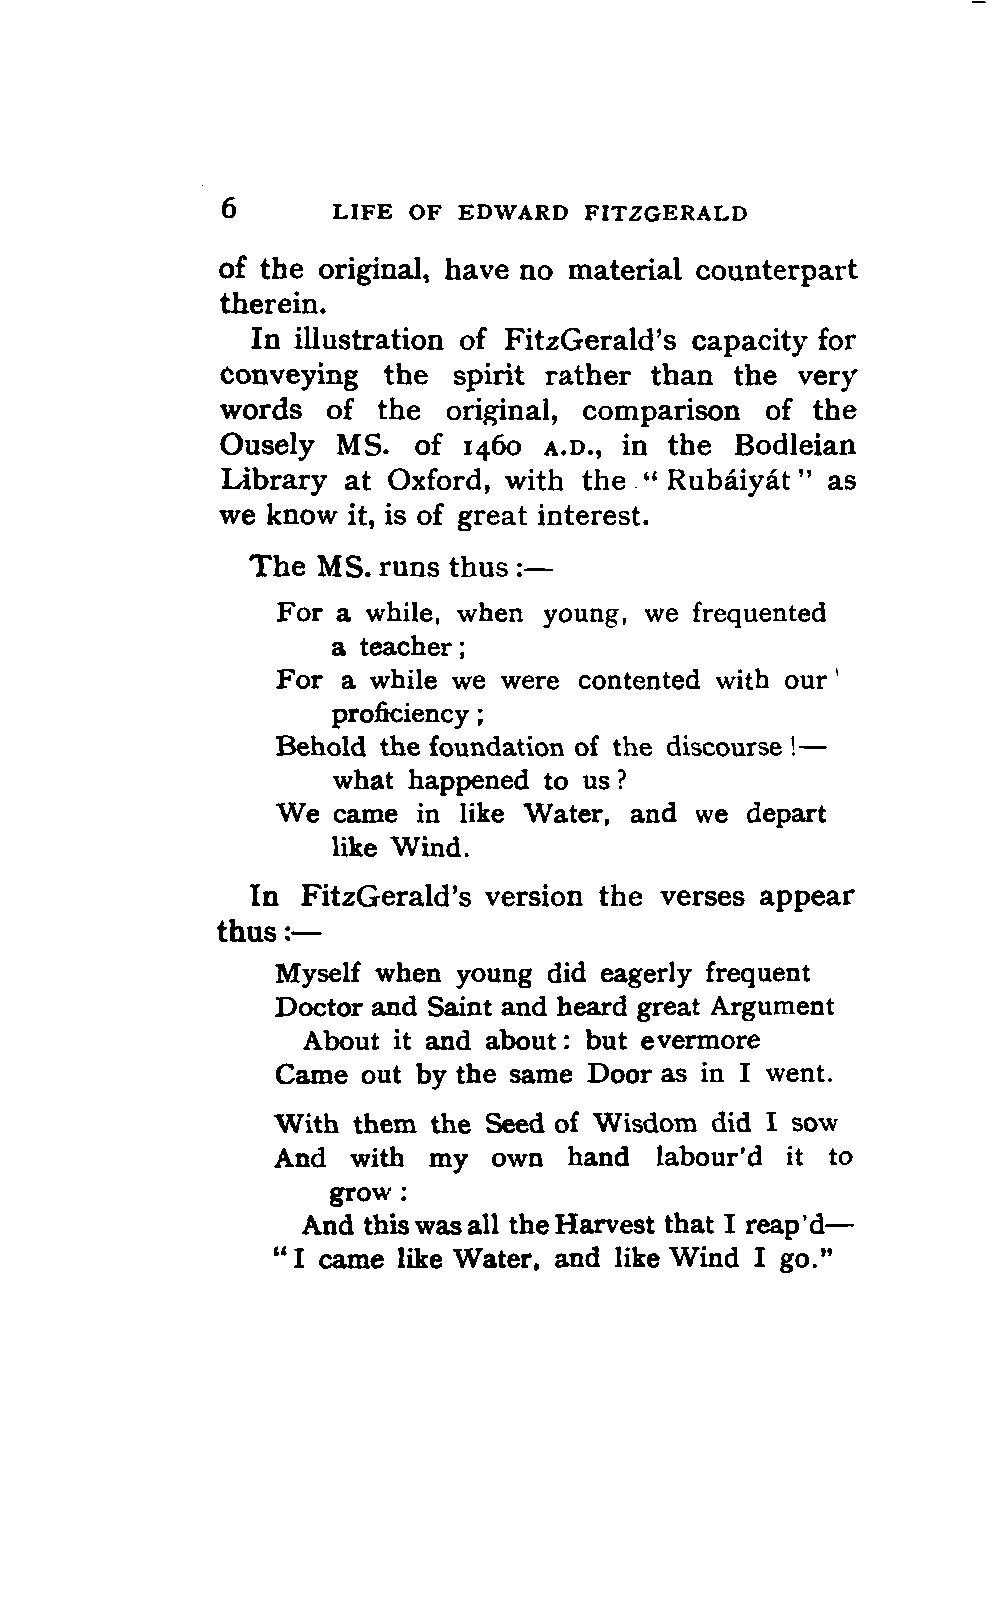 6 LIFE OF EDWARD FITZGERALD
of the original, have no material counterpart
therein.
In illustration of FitzGerald's capacity for
conveying the spirit rather than the very
words of the original, comparison of the
Ousely MS. of 1460 A.D., in the Bodleian
Library at Oxford, with the "Rubáiyát" as
we know it, is of great interest.
The MS. runs thus :—
For a while, when young, we frequented
a teacher ;
For a while we were contented with our
proficiency ;
Behold the foundation of the discourse !—
what happened to us ?
We came in like Water, and we depart
like Wind.
In FitzGerald's version the verses appear
thus :—
Myself when young did eagerly frequent
Doctor and Saint and heard great Argument
About it and about : but evermore
Came out by the same Door as in I went.
With them the Seed of Wisdom did I sow
And with my own hand labour'd it to
grow :
And this was all the Harvest that I reap'd—
"I came like Water, and like Wind I go."